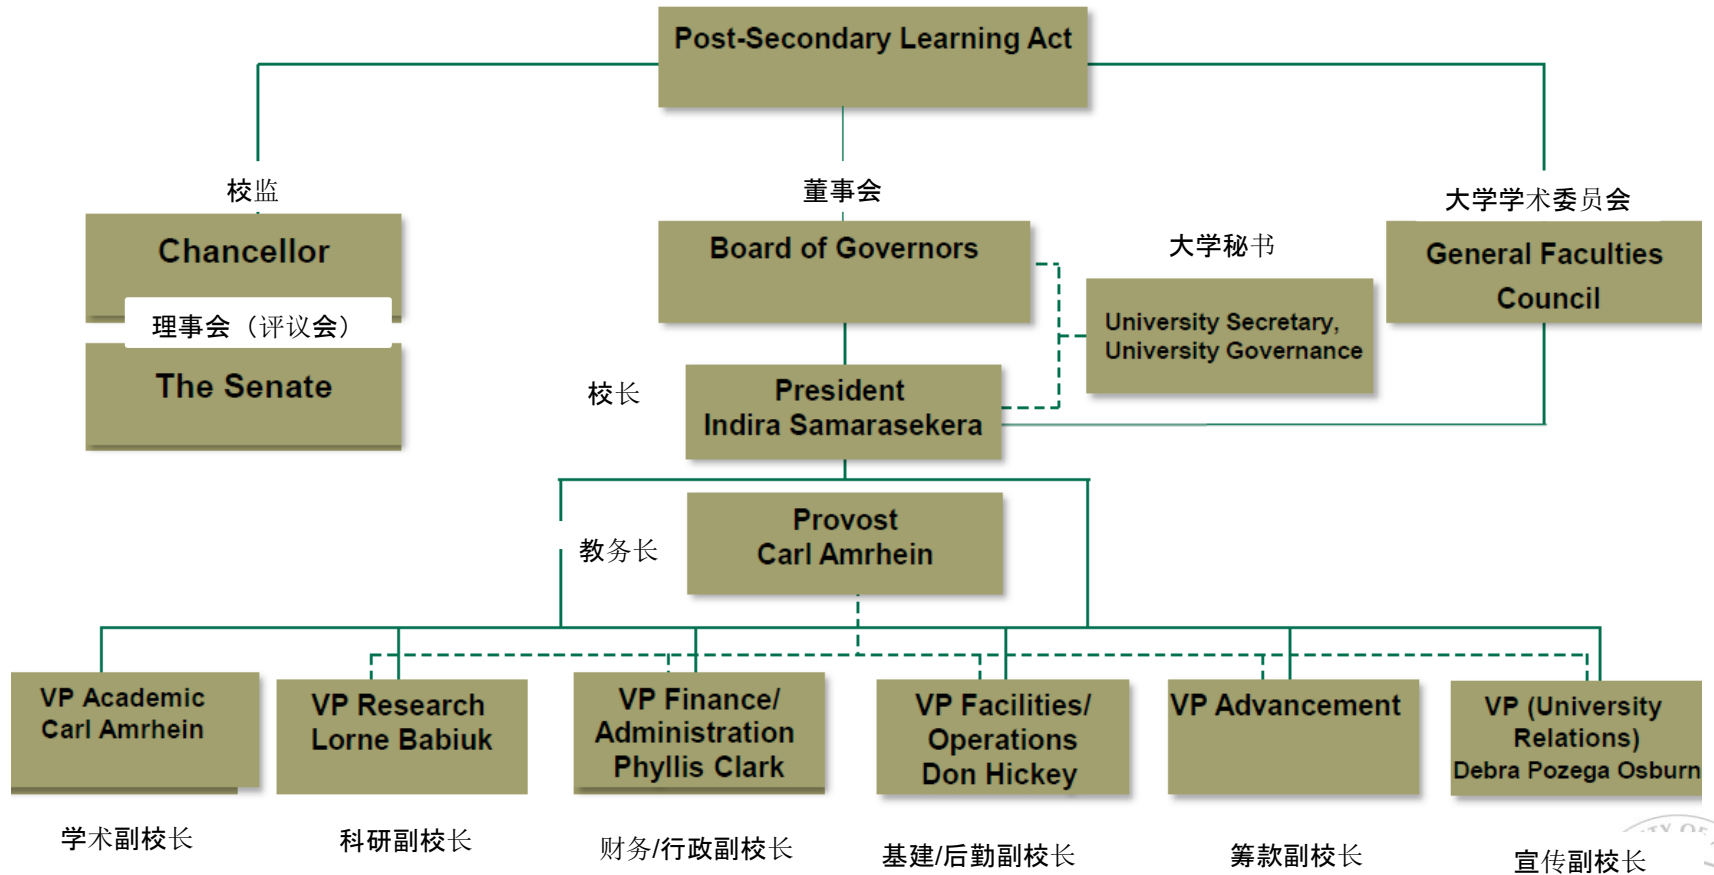 Post-Secondary Learning Act
校监
董事会
大学学术委员会
Chancellor
Board of Governors
大学秘书
General Faculties
Council
理事会（评议会）
University Secretary,
University Governance
The Senate
校长
President
Indira Samarasekera
教务长
Provost
Carl Amrhein
VP Academic
Carl Amrhein
VP Research
Lorne Babiuk
VP Finance/
Administration
Phyllis Clark
VP Facilities/
Operations
Don Hickey
VP Advancement
VP (University
Relations)
Debra Pozega Osburn
学术副校长
科研副校长
财务/行政副校长
基建/后勤副校长
筹款副校长
宣传副校长